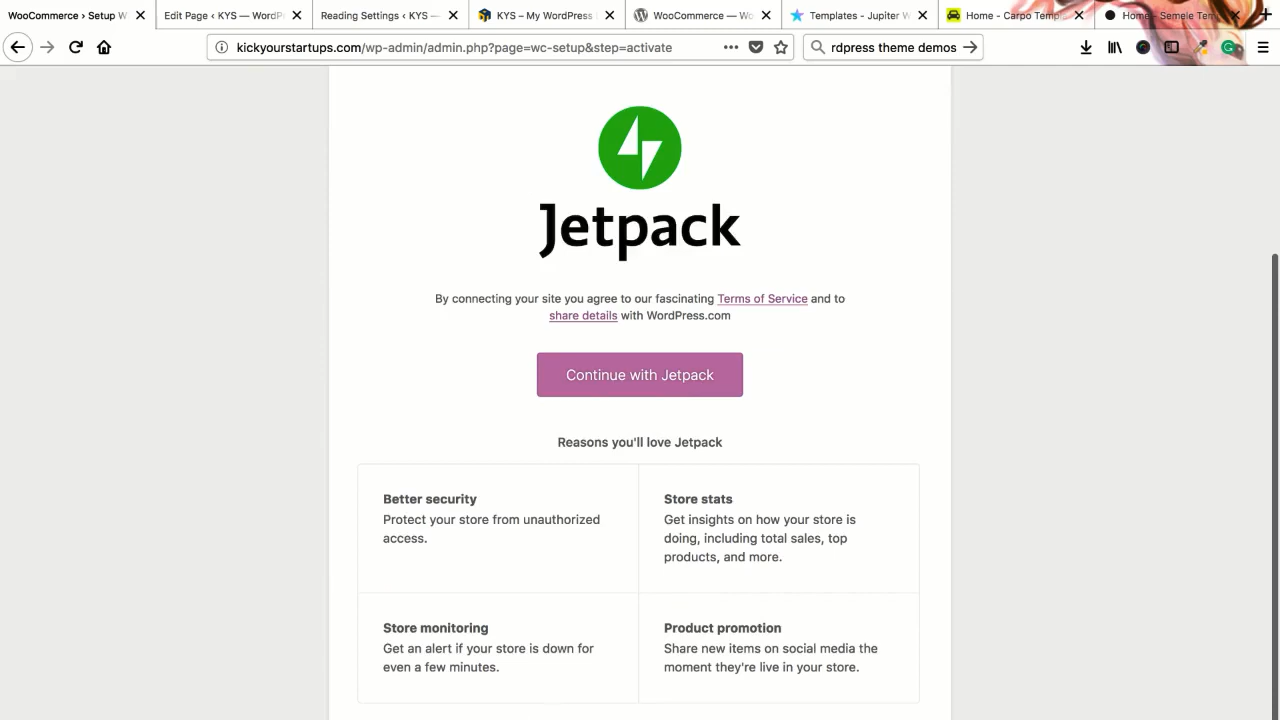 WooCommerce › Setup W
Edit Page ‹ KYS — WordP
Reading Settings ‹ KYS —
KYS – My WordPress
WooCommerce — Wo
Templates - Jupiter W
Home - Carpo Temp
Home - Semele Tem
kickyourstartups.com/wp-admin/admin.php?page=wc-setup&step=activate
rdpress theme demos
Jetpack
By connecting your site you agree to our fascinating Terms of Service and to
share details with WordPress.com
Continue with Jetpack
Reasons you'll love Jetpack
Better security
Protect your store from unauthorized
access.
Store stats
Get insights on how your store is
doing, including total sales, top
products, and more.
Store monitoring
Get an alert if your store is down for
even a few minutes.
Product promotion
Share new items on social media the
moment they're live in your store.